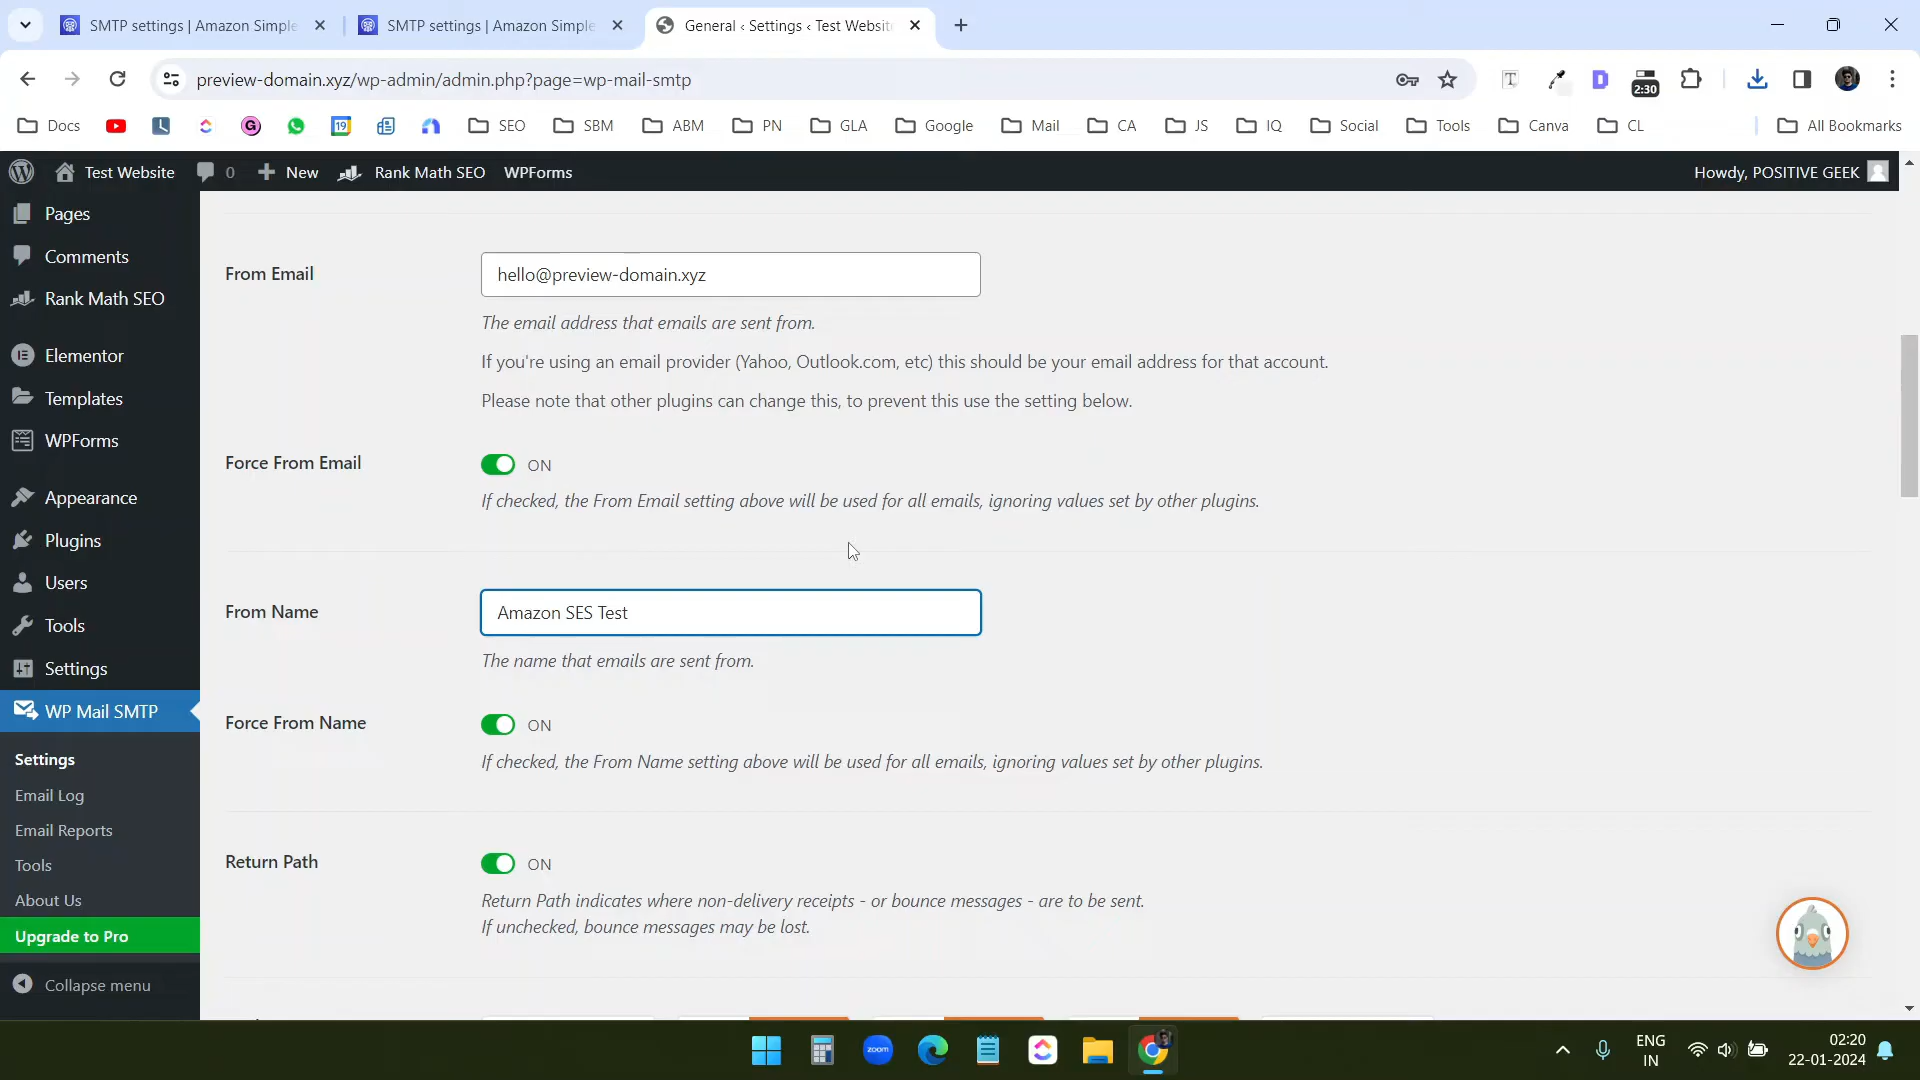 SMTP settings | Amazon Simple
SMTP settings | Amazon Simple
General ‹ Settings ‹ Test Websit
preview-domain.xyz/wp-admin/admin.php?page=wp-mail-smtp
2:30
Docs
19
SEO
SBM
ABM
PN
GLA
Google
Mail
CA
JS
IQ
Social
Tools
Canva
CL
All Bookmarks
Test Website
0
New
Rank Math SEO
WPForms
Howdy, POSITIVE GEEK
Pages
Comments
Rank Math SEO
Elementor
Templates
WPForms
Appearance
Plugins
Users
Tools
Settings
WP Mail SMTP
Settings
Email Log
Email Reports
Tools
About Us
Upgrade to Pro
Collapse menu
From Email
hello@preview-domain.xyz
The email address that emails are sent from.
If you're using an email provider (Yahoo, Outlook.com, etc) this should be your email address for that account.
Please note that other plugins can change this, to prevent this use the setting below.
Force From Email
ON
If checked, the From Email setting above will be used for all emails, ignoring values set by other plugins.
From Name
Amazon SES Test
The name that emails are sent from.
Force From Name
ON
If checked, the From Name setting above will be used for all emails, ignoring values set by other plugins.
Return Path
ON
Return Path indicates where non-delivery receipts - or bounce messages - are to be sent.
If unchecked, bounce messages may be lost.
zoom
ENG
IN
02:20
22-01-2024